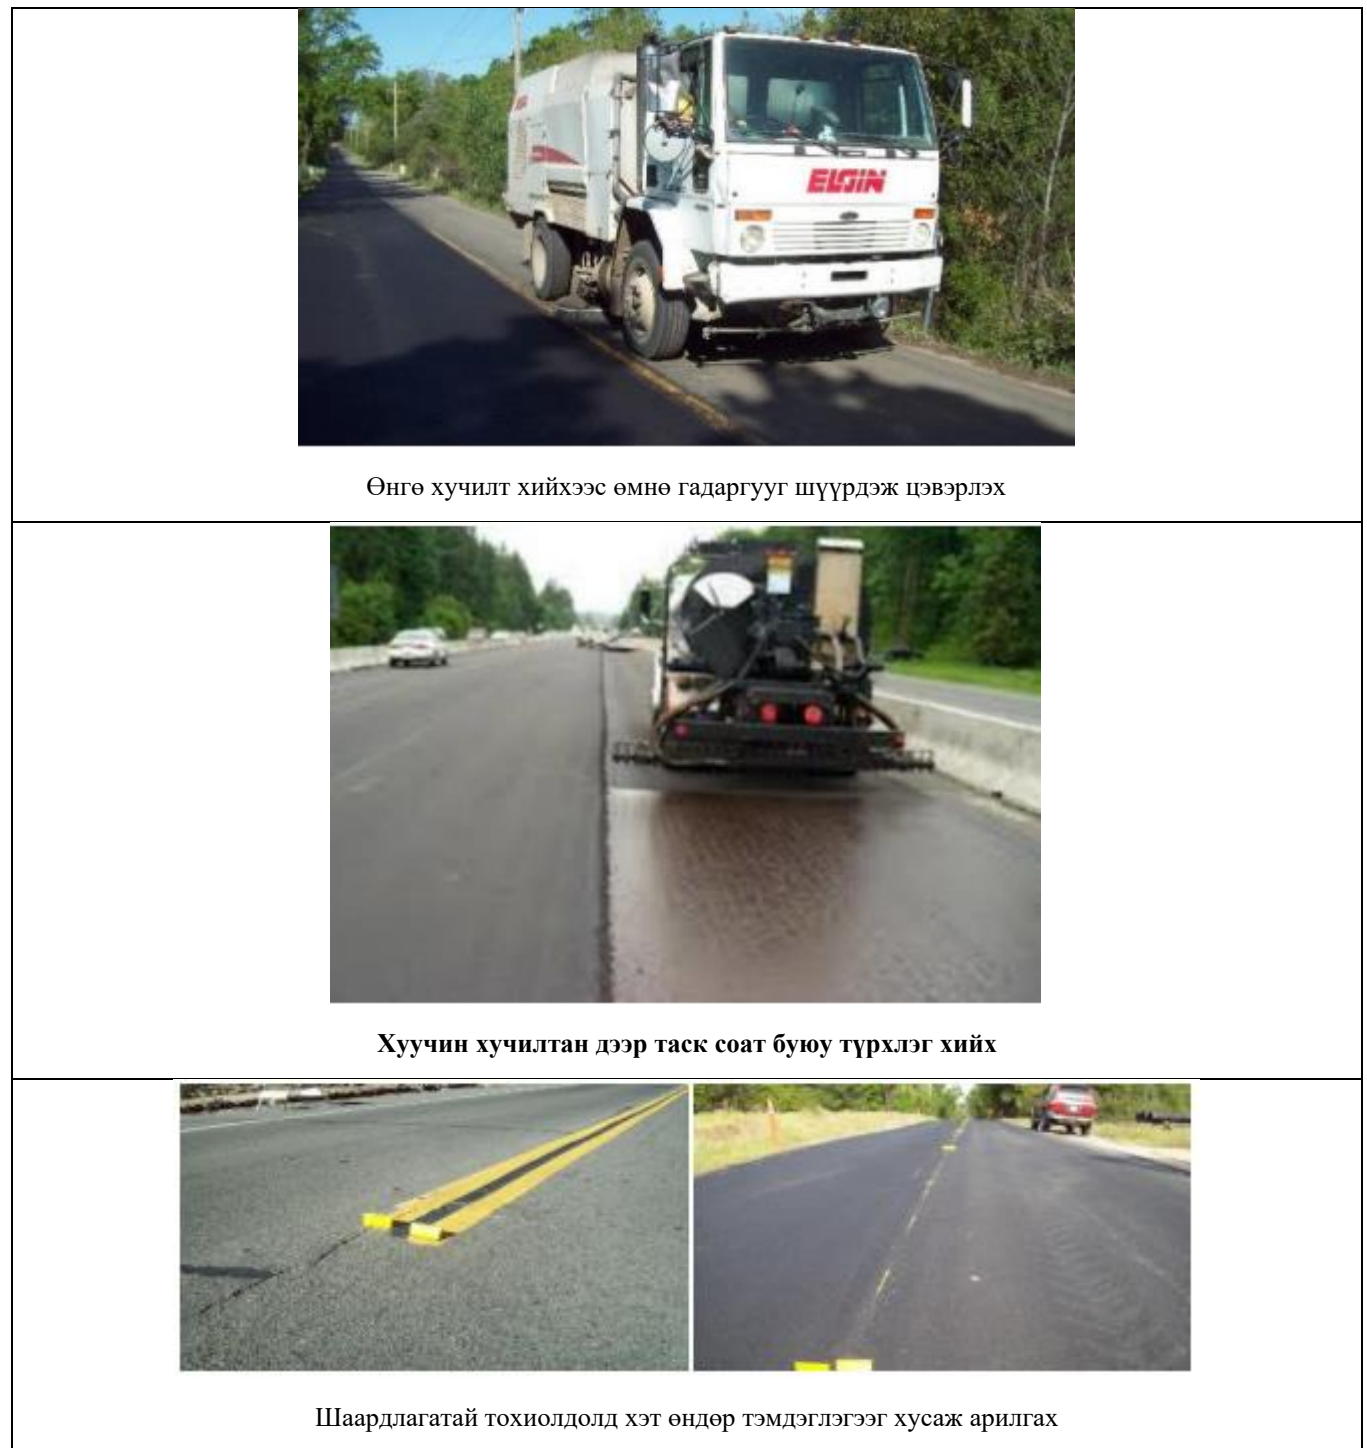 ELGIN
Өнгө хучилт хийхээс өмнө гадаргууг шүүрдэж цэвэрлэх
Хуучин хучилтан дээр таск соат буюу түрхлэг хийх
Шаардлагатай тохиолдолд хэт өндөр тэмдэглэгээг хусаж арилгах